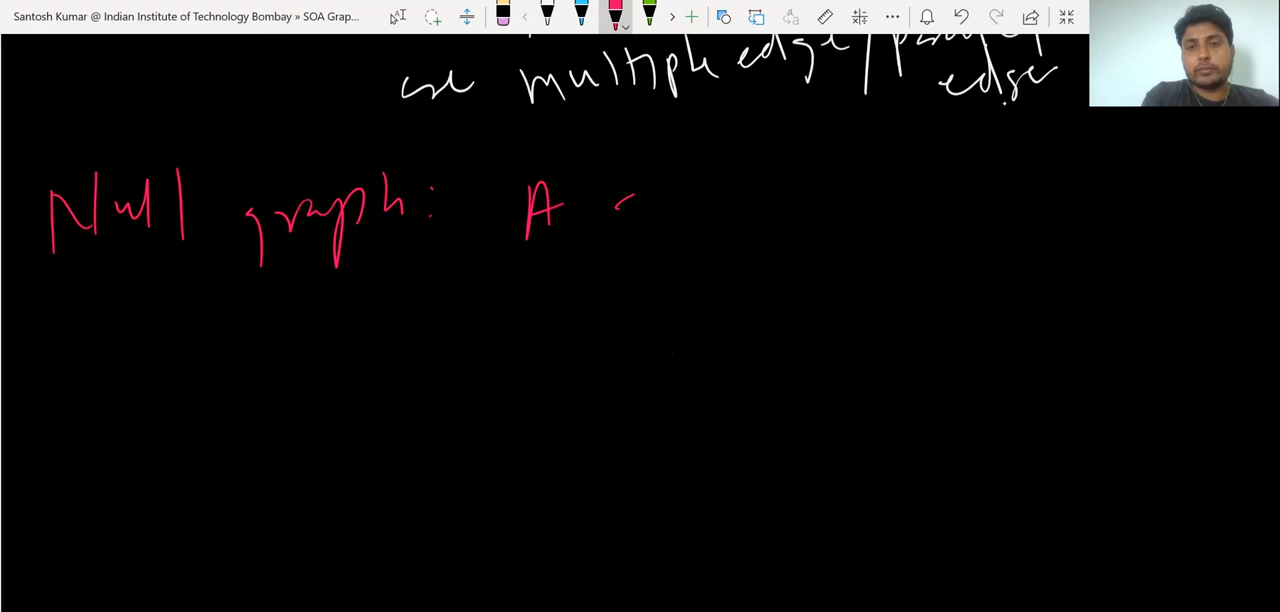 Santosh Kumar @ Indian Institute of Technology Bombay » SOA Grap...
multiple edge/
edge
Null graph: A